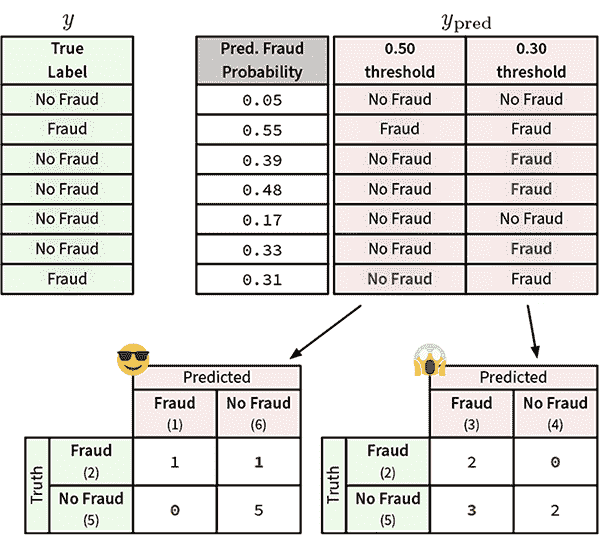 y
y pred
True Label
Pred. Fraud Probability
0.50 threshold
0.30 threshold
No Fraud 0.05 No Fraud No Fraud
Fraud 0.55 Fraud Fraud
No Fraud 0.39 No Fraud Fraud
No Fraud 0.48 No Fraud Fraud
No Fraud 0.17 No Fraud No Fraud
No Fraud 0.33 No Fraud Fraud
Fraud 0.31 No Fraud Fraud
Predicted
Fraud (1) No Fraud (6)
Truth
Fraud (2) 1 1
No Fraud (5) 0 5
Predicted
Fraud (3) No Fraud (4)
Truth
Fraud (2) 2 0
No Fraud (5) 3 2